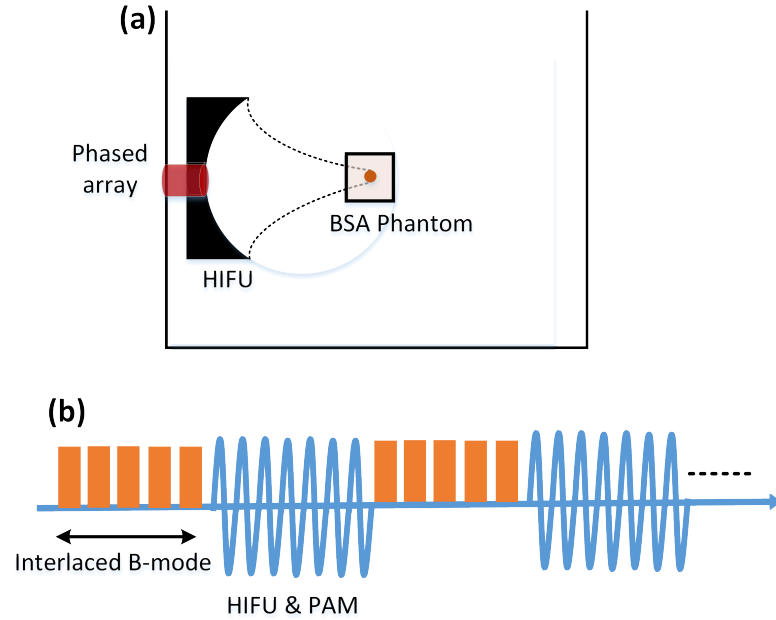 (a)
Phased
array
BSA Phantom
HIFU
(b)
Interlaced B-mode
HIFU & PAM